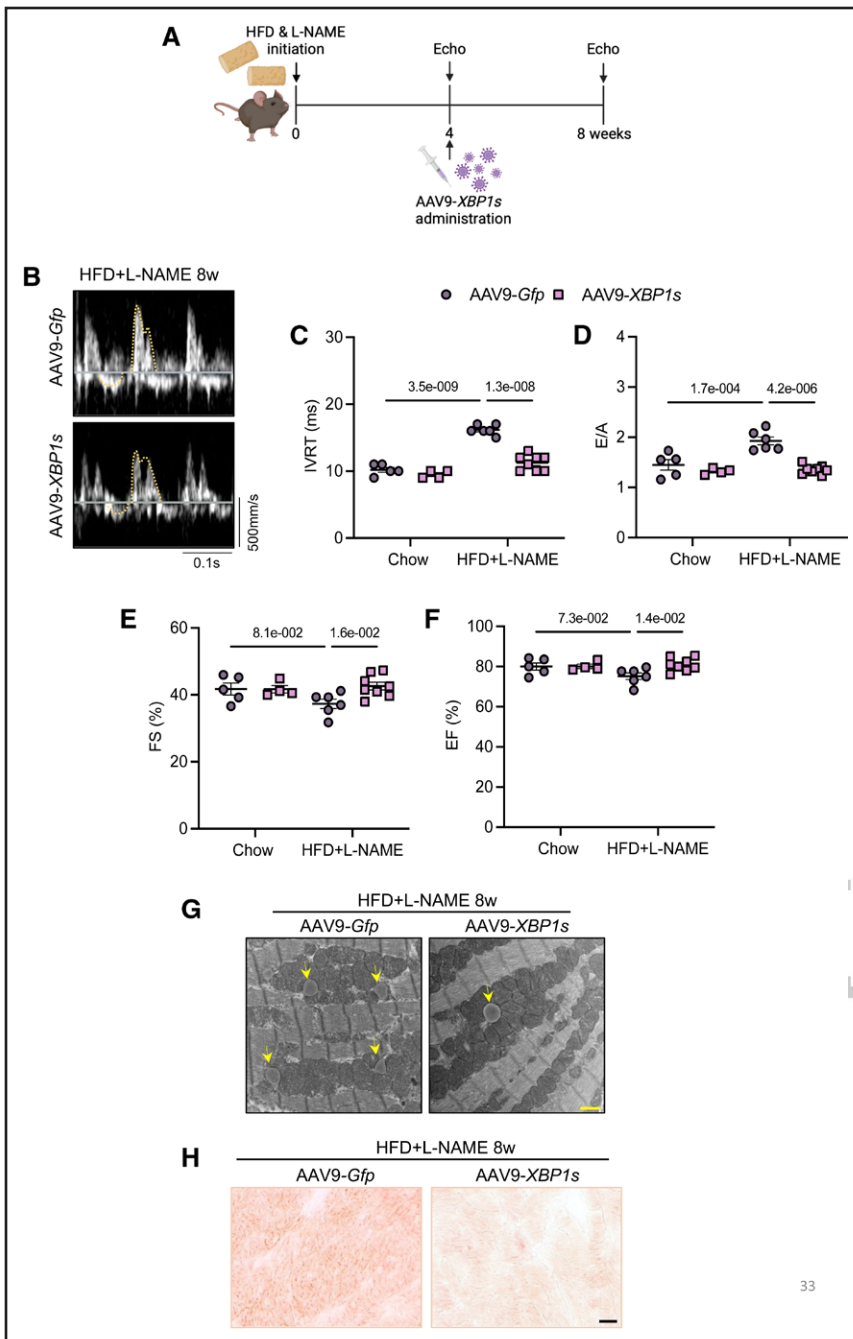 A
HFD & L-NAME
initiation
Echo
Echo
0
4
8 weeks
AAV9-XBP1s
administration
B
HFD+L-NAME 8w
AAV9-Gfp
AAV9-XBP1s
500mm/s
0.1s
AAV9-Gfp AAV9-XBP1s
C
30
20
10
0
IVRT (ms)
3.5e-009 1.3e-008
Chow HFD+L-NAME
D
4
3
2
1
0
E/A
1.7e-004 4.2e-006
Chow HFD+L-NAME
E
60
40
20
0
FS (%)
8.1e-002 1.6e-002
Chow HFD+L-NAME
F
100
80
60
40
20
0
EF (%)
7.3e-002 1.4e-002
Chow HFD+L-NAME
G
HFD+L-NAME 8w
AAV9-Gfp AAV9-XBP1s
H
HFD+L-NAME 8w
AAV9-Gfp AAV9-XBP1s
33